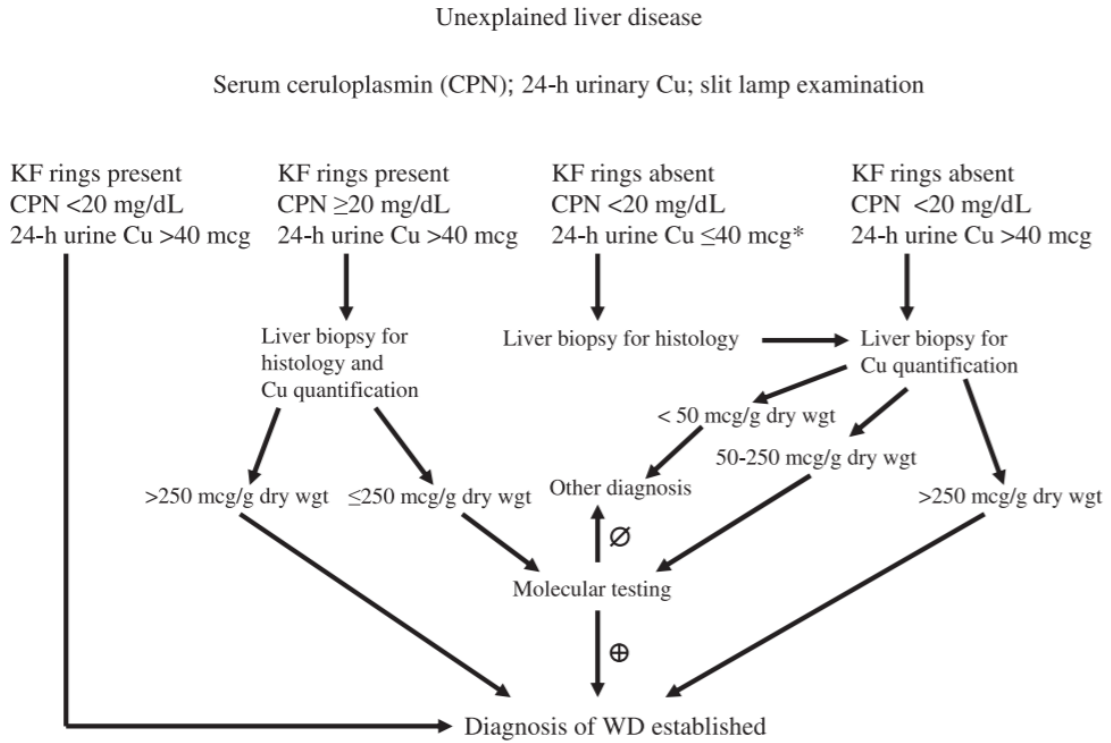 Unexplained liver disease
Serum ceruloplasmin (CPN); 24-h urinary Cu; slit lamp examination
KF rings present
CPN <20 mg/dL
24-h urine Cu >40 mcg
KF rings present
CPN ≥20 mg/dL
24-h urine Cu >40 mcg
KF rings absent
CPN <20 mg/dL
24-h urine Cu ≤40 mcg*
KF rings absent
CPN <20 mg/dL
24-h urine Cu >40 mcg
Liver biopsy for
histology and
Cu quantification
Liver biopsy for histology
Liver biopsy for
Cu quantification
< 50 mcg/g dry wgt
50-250 mcg/g dry wgt
>250 mcg/g dry wgt
≤250 mcg/g dry wgt
Other diagnosis
>250 mcg/g dry wgt
∅
Molecular testing
⊕
Diagnosis of WD established